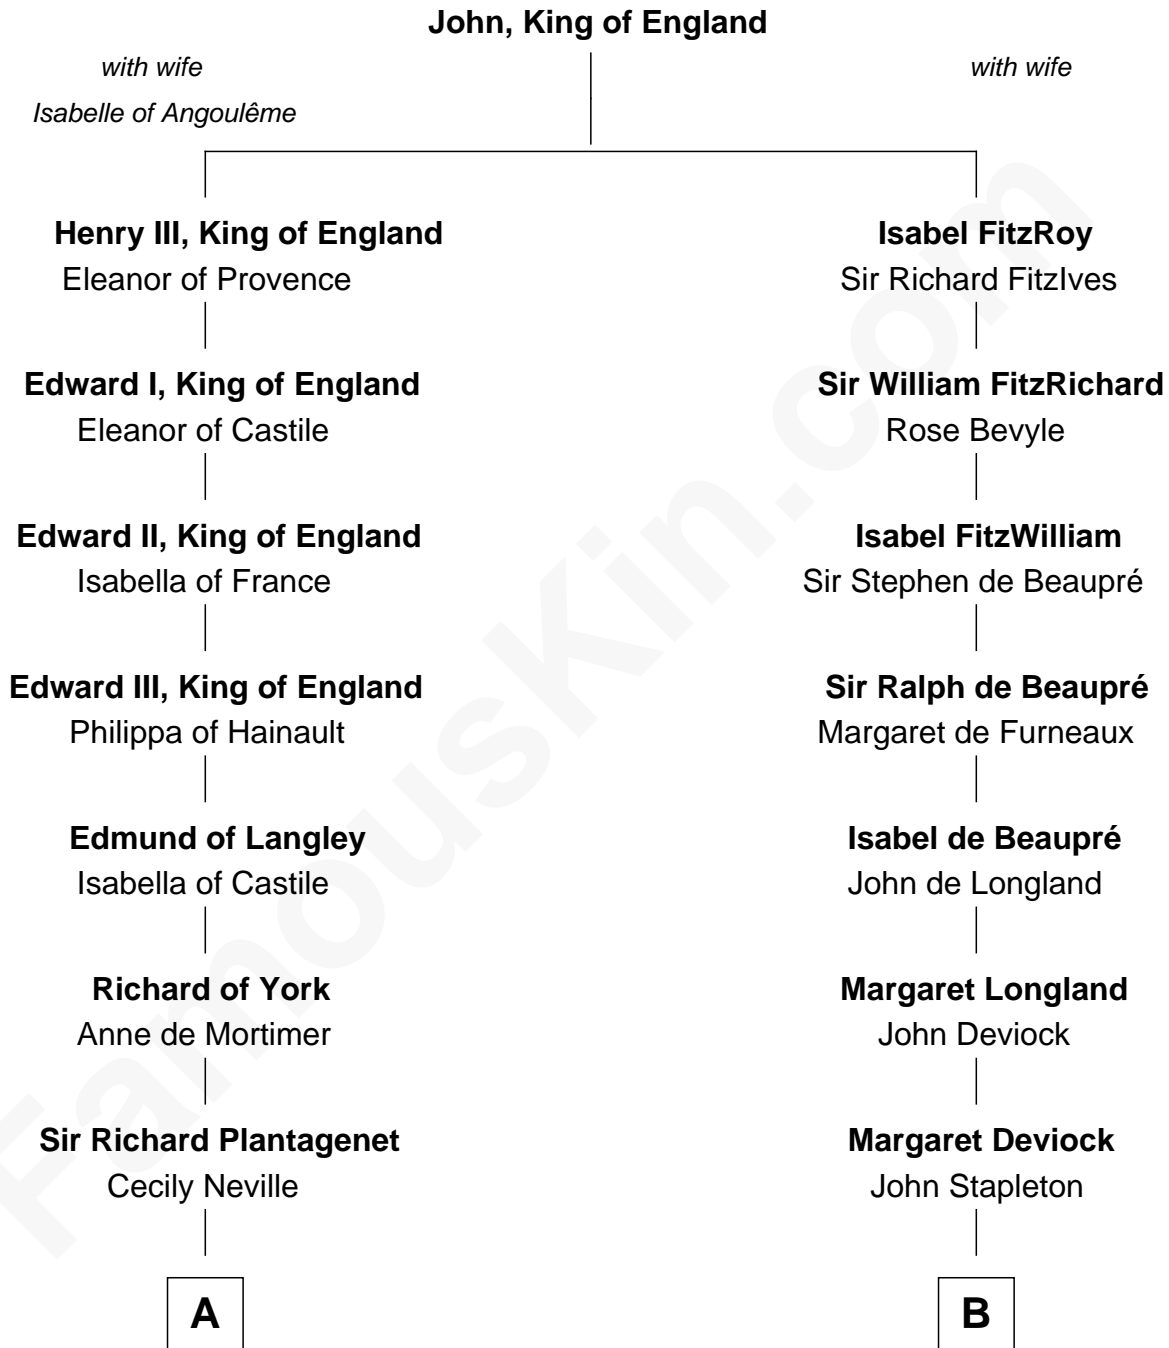 John, King of England
with wife
Isabelle of Angoulême
with wife
Henry III, King of England
Eleanor of Provence
Edward I, King of England
Eleanor of Castile
Edward II, King of England
Isabella of France
Edward III, King of England
Philippa of Hainault
Edmund of Langley
Isabella of Castile
Richard of York
Anne de Mortimer
Sir Richard Plantagenet
Cecily Neville
A
Isabel FitzRoy
Sir Richard FitzIves
Sir William FitzRichard
Rose Bevyle
Isabel FitzWilliam
Sir Stephen de Beaupré
Sir Ralph de Beaupré
Margaret de Furneaux
Isabel de Beaupré
John de Longland
Margaret Longland
John Deviock
Margaret Deviock
John Stapleton
B
FamousKin.com